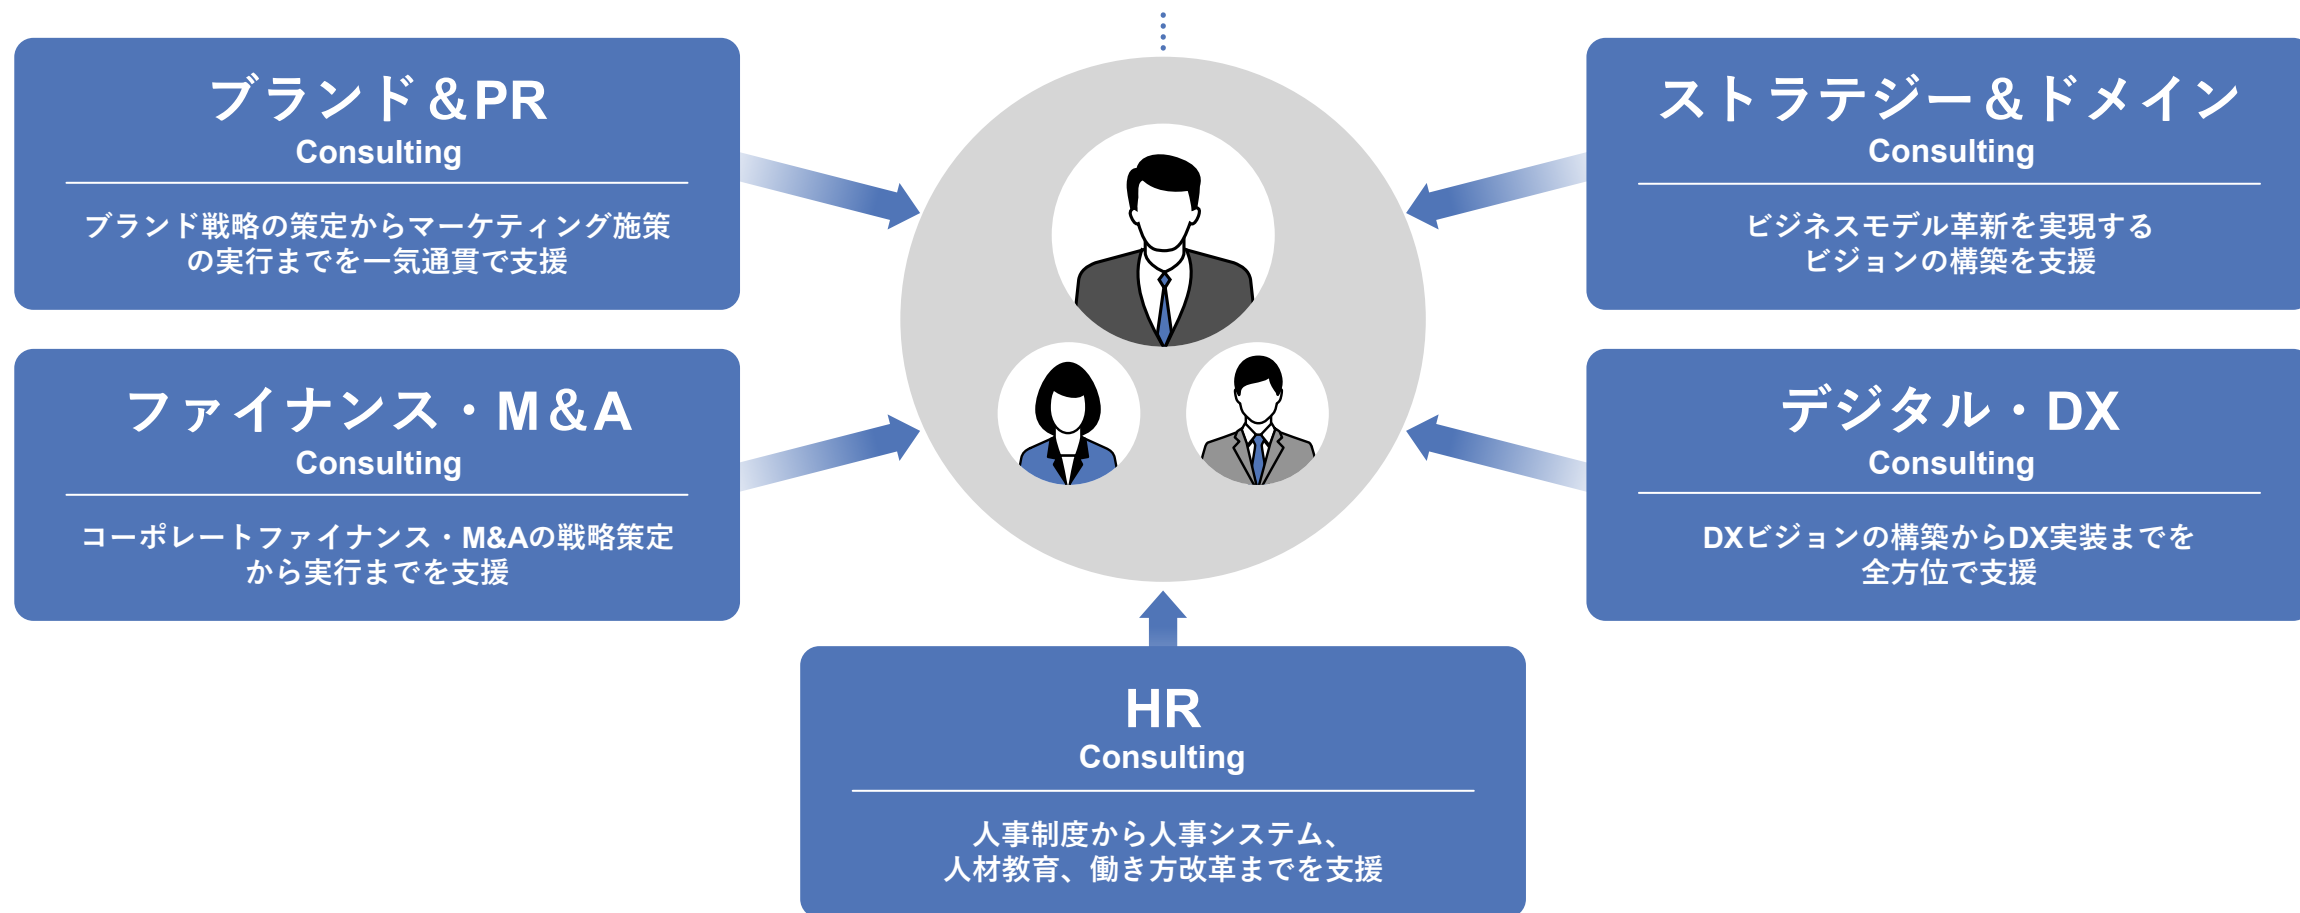 ブランド＆PR
Consulting
ブランド戦略の策定からマーケティング施策
の実行までを一気通貫で支援
ストラテジー＆ドメイン
Consulting
ビジネスモデル革新を実現する
ビジョンの構築を支援
ファイナンス・M＆A
Consulting
コーポレートファイナンス・M&Aの戦略策定
から実行までを支援
デジタル・DX
Consulting
DXビジョンの構築からDX実装までを
全方位で支援
HR
Consulting
人事制度から人事システム、
人材教育、働き方改革までを支援